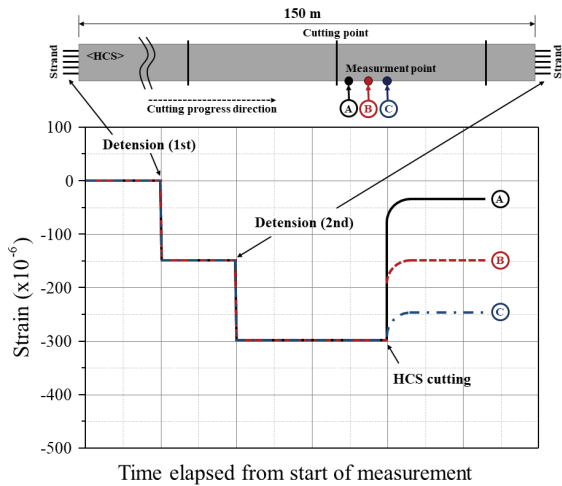 150 m
Cutting point
Strand
<HCS>
Measurment point
Strand
Cutting progress direction
A
B
C
Detension (1st)
Detension (2nd)
A
B
C
HCS cutting
100
0
-100
-200
-300
-400
-500
Strain (x10⁻⁶)
Time elapsed from start of measurement